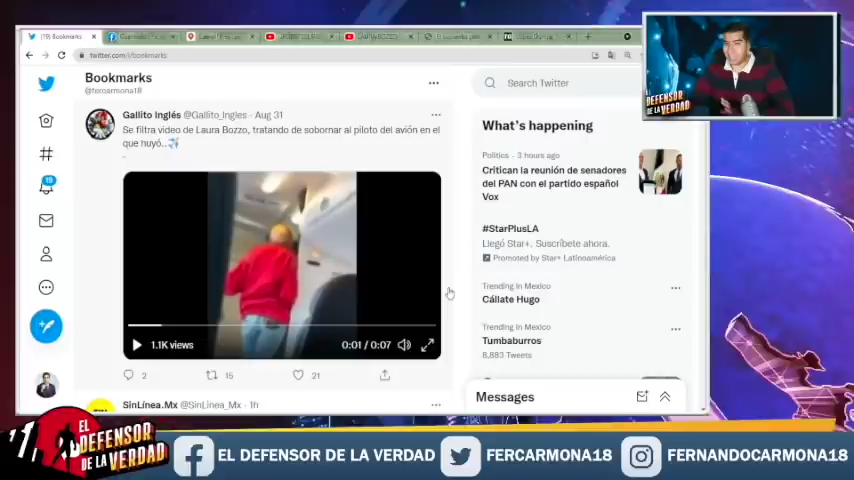 (19) Bookmarks
twitter.com/i/bookmarks
Bookmarks
@fercarmona18
Search Twitter
Gallito Inglés @Gallito_Ingles · Aug 31
Se filtra video de Laura Bozzo, tratando de sobornar al piloto del avión en el
que huyó..
1.1K views
0:01 / 0:07
2
15
21
SinLínea.Mx @SinLinea_Mx · 1h
19
What's happening
Politics · 3 hours ago
Critican la reunión de senadores
del PAN con el partido español
Vox
#StarPlusLA
Llegó Star+. Suscríbete ahora.
Promoted by Star+ Latinoamérica
Trending in Mexico
Cállate Hugo
Trending in Mexico
Tumbaburros
8,883 Tweets
Messages
EL
DEFENSOR
DE LA VERDAD
EL
DEFENSOR
DE LA VERDAD
EL DEFENSOR DE LA VERDAD
FERCARMONA18
FERNANDOCARMONA18